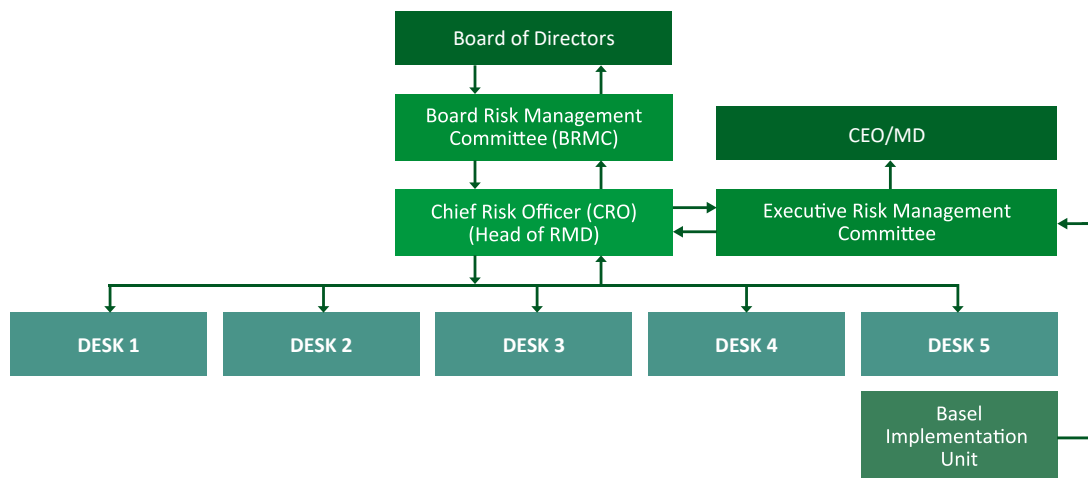 Board of Directors
Board Risk Management
Committee (BRMC)
CEO/MD
Chief Risk Officer (CRO)
(Head of RMD)
Executive Risk Management
Committee
DESK 1
DESK 2
DESK 3
DESK 4
DESK 5
Basel
Implementation
Unit